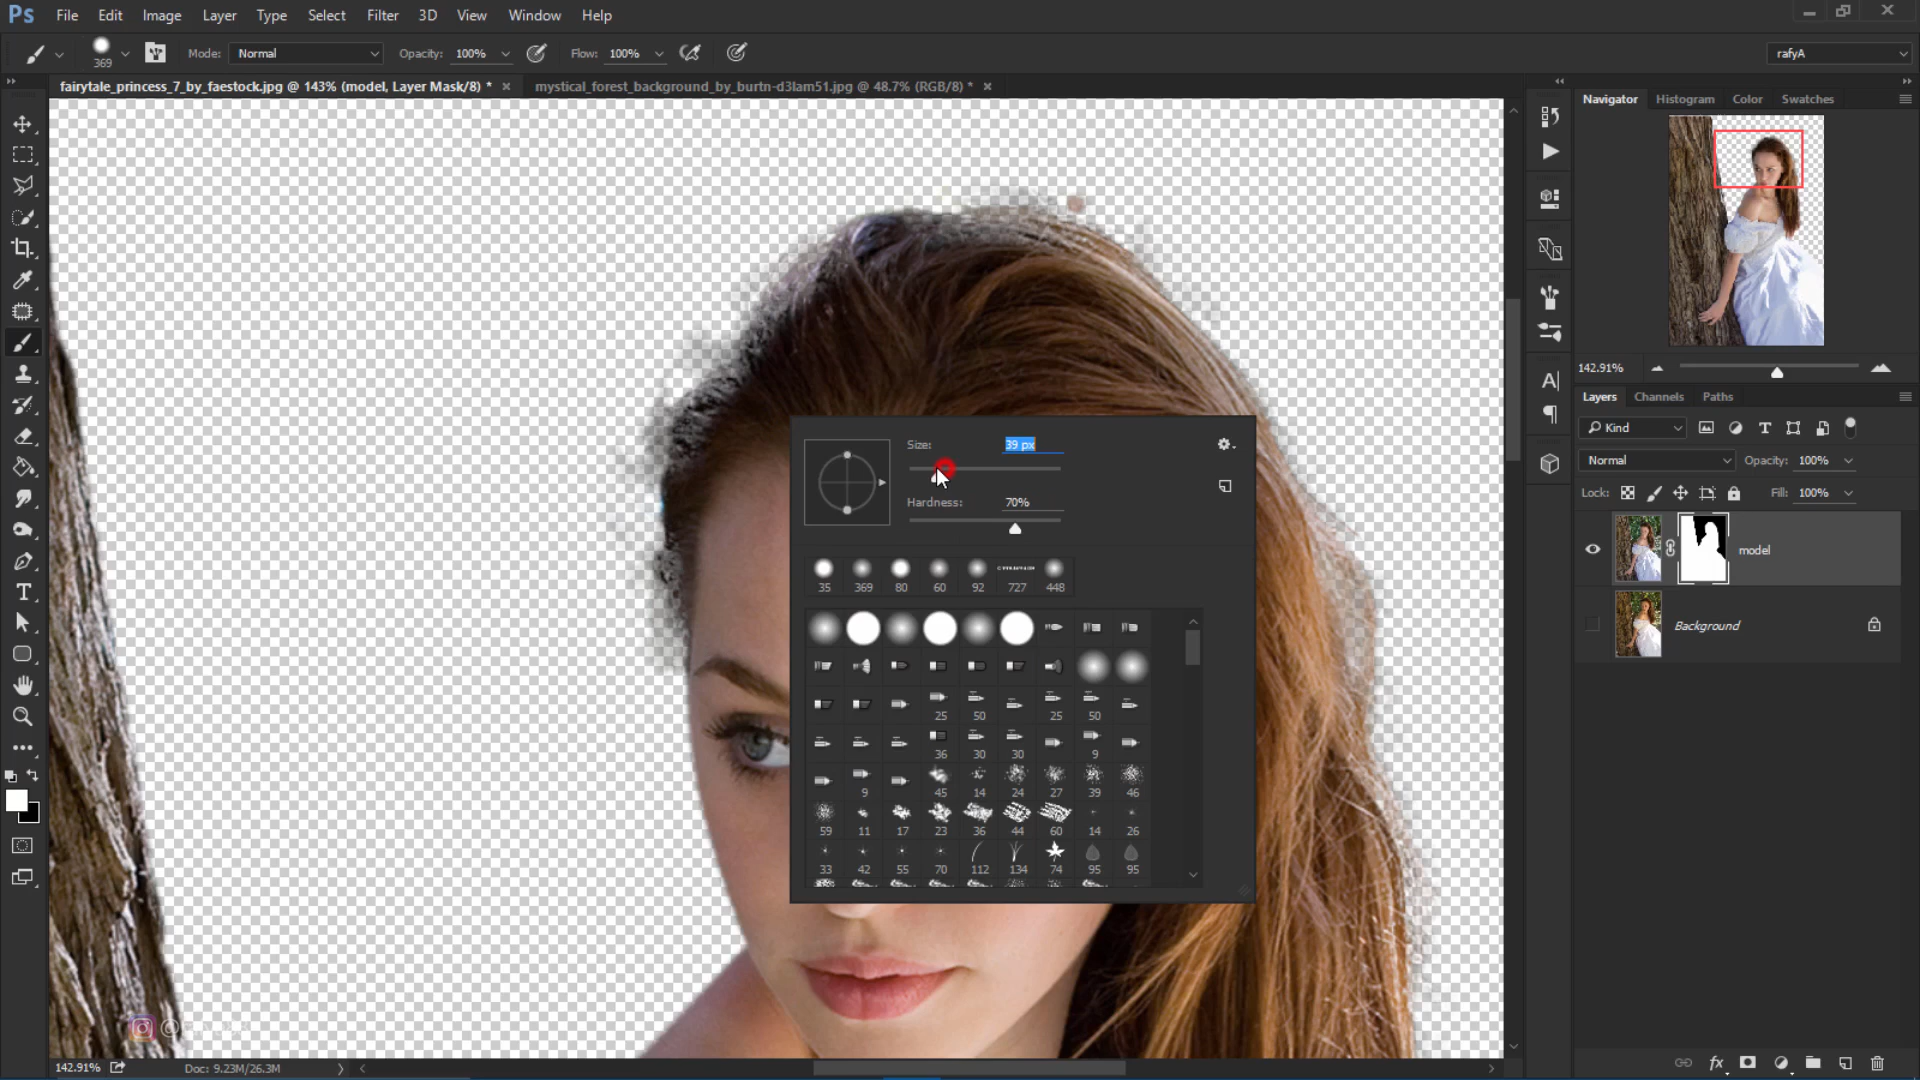 Ps File Edit Image Layer Type Select Filter 3D View Window Help
369 Mode: Normal Opacity: 100% Flow: 100% rafyA
fairytale_princess_7_by_faestock.jpg @ 143% (model, Layer Mask/8) * mystical_forest_background_by_burtn-d3lam51.jpg @ 48.7% (RGB/8) *
Navigator Histogram Color Swatches
142.91%
Layers Channels Paths
Kind
Normal Opacity: 100%
Lock: Fill: 100%
model
Background
Size: 39 px
Hardness: 70%
35 369 80 60 92 727 448
25 50 25 50
36 30 30 9
9 45 14 24 27 39 46
59 11 17 23 36 44 60 14 26
33 42 55 70 112 134 74 95 95
142.91% Doc: 9.23M/26.3M